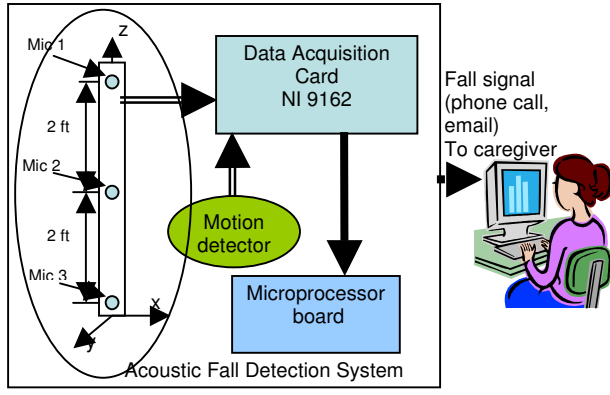 Mic 1
z
2 ft
Mic 2
2 ft
Mic 3
x
y
Data Acquisition
Card
NI 9162
Motion
detector
Microprocessor
board
Acoustic Fall Detection System
Fall signal
(phone call,
email)
To caregiver